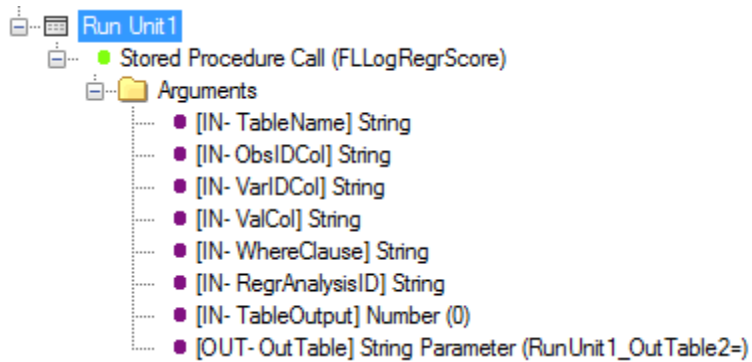 Run Unit1
Stored Procedure Call (FLLogRegrScore)
Arguments
[IN- TableName] String
[IN- ObsIDCol] String
[IN- VarIDCol] String
[IN- ValCol] String
[IN- WhereClause] String
[IN- RegrAnalysisID] String
[IN- TableOutput] Number (0)
[OUT- OutTable] String Parameter (RunUnit1_OutTable2=)